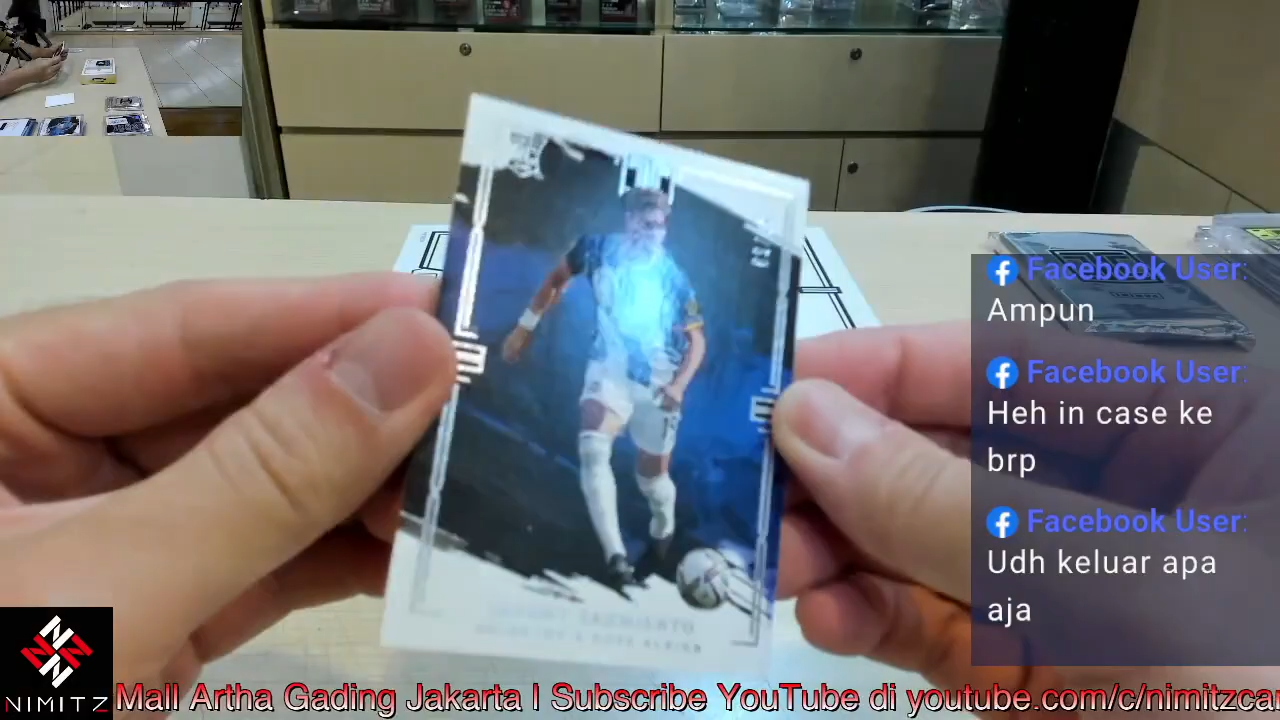 Facebook User:
Ampun
Facebook User:
Heh in case ke
brp
Facebook User:
Udh keluar apa
aja
NIMITZ
Mall Artha Gading Jakarta I Subscribe YouTube di youtube.com/c/nimitzca